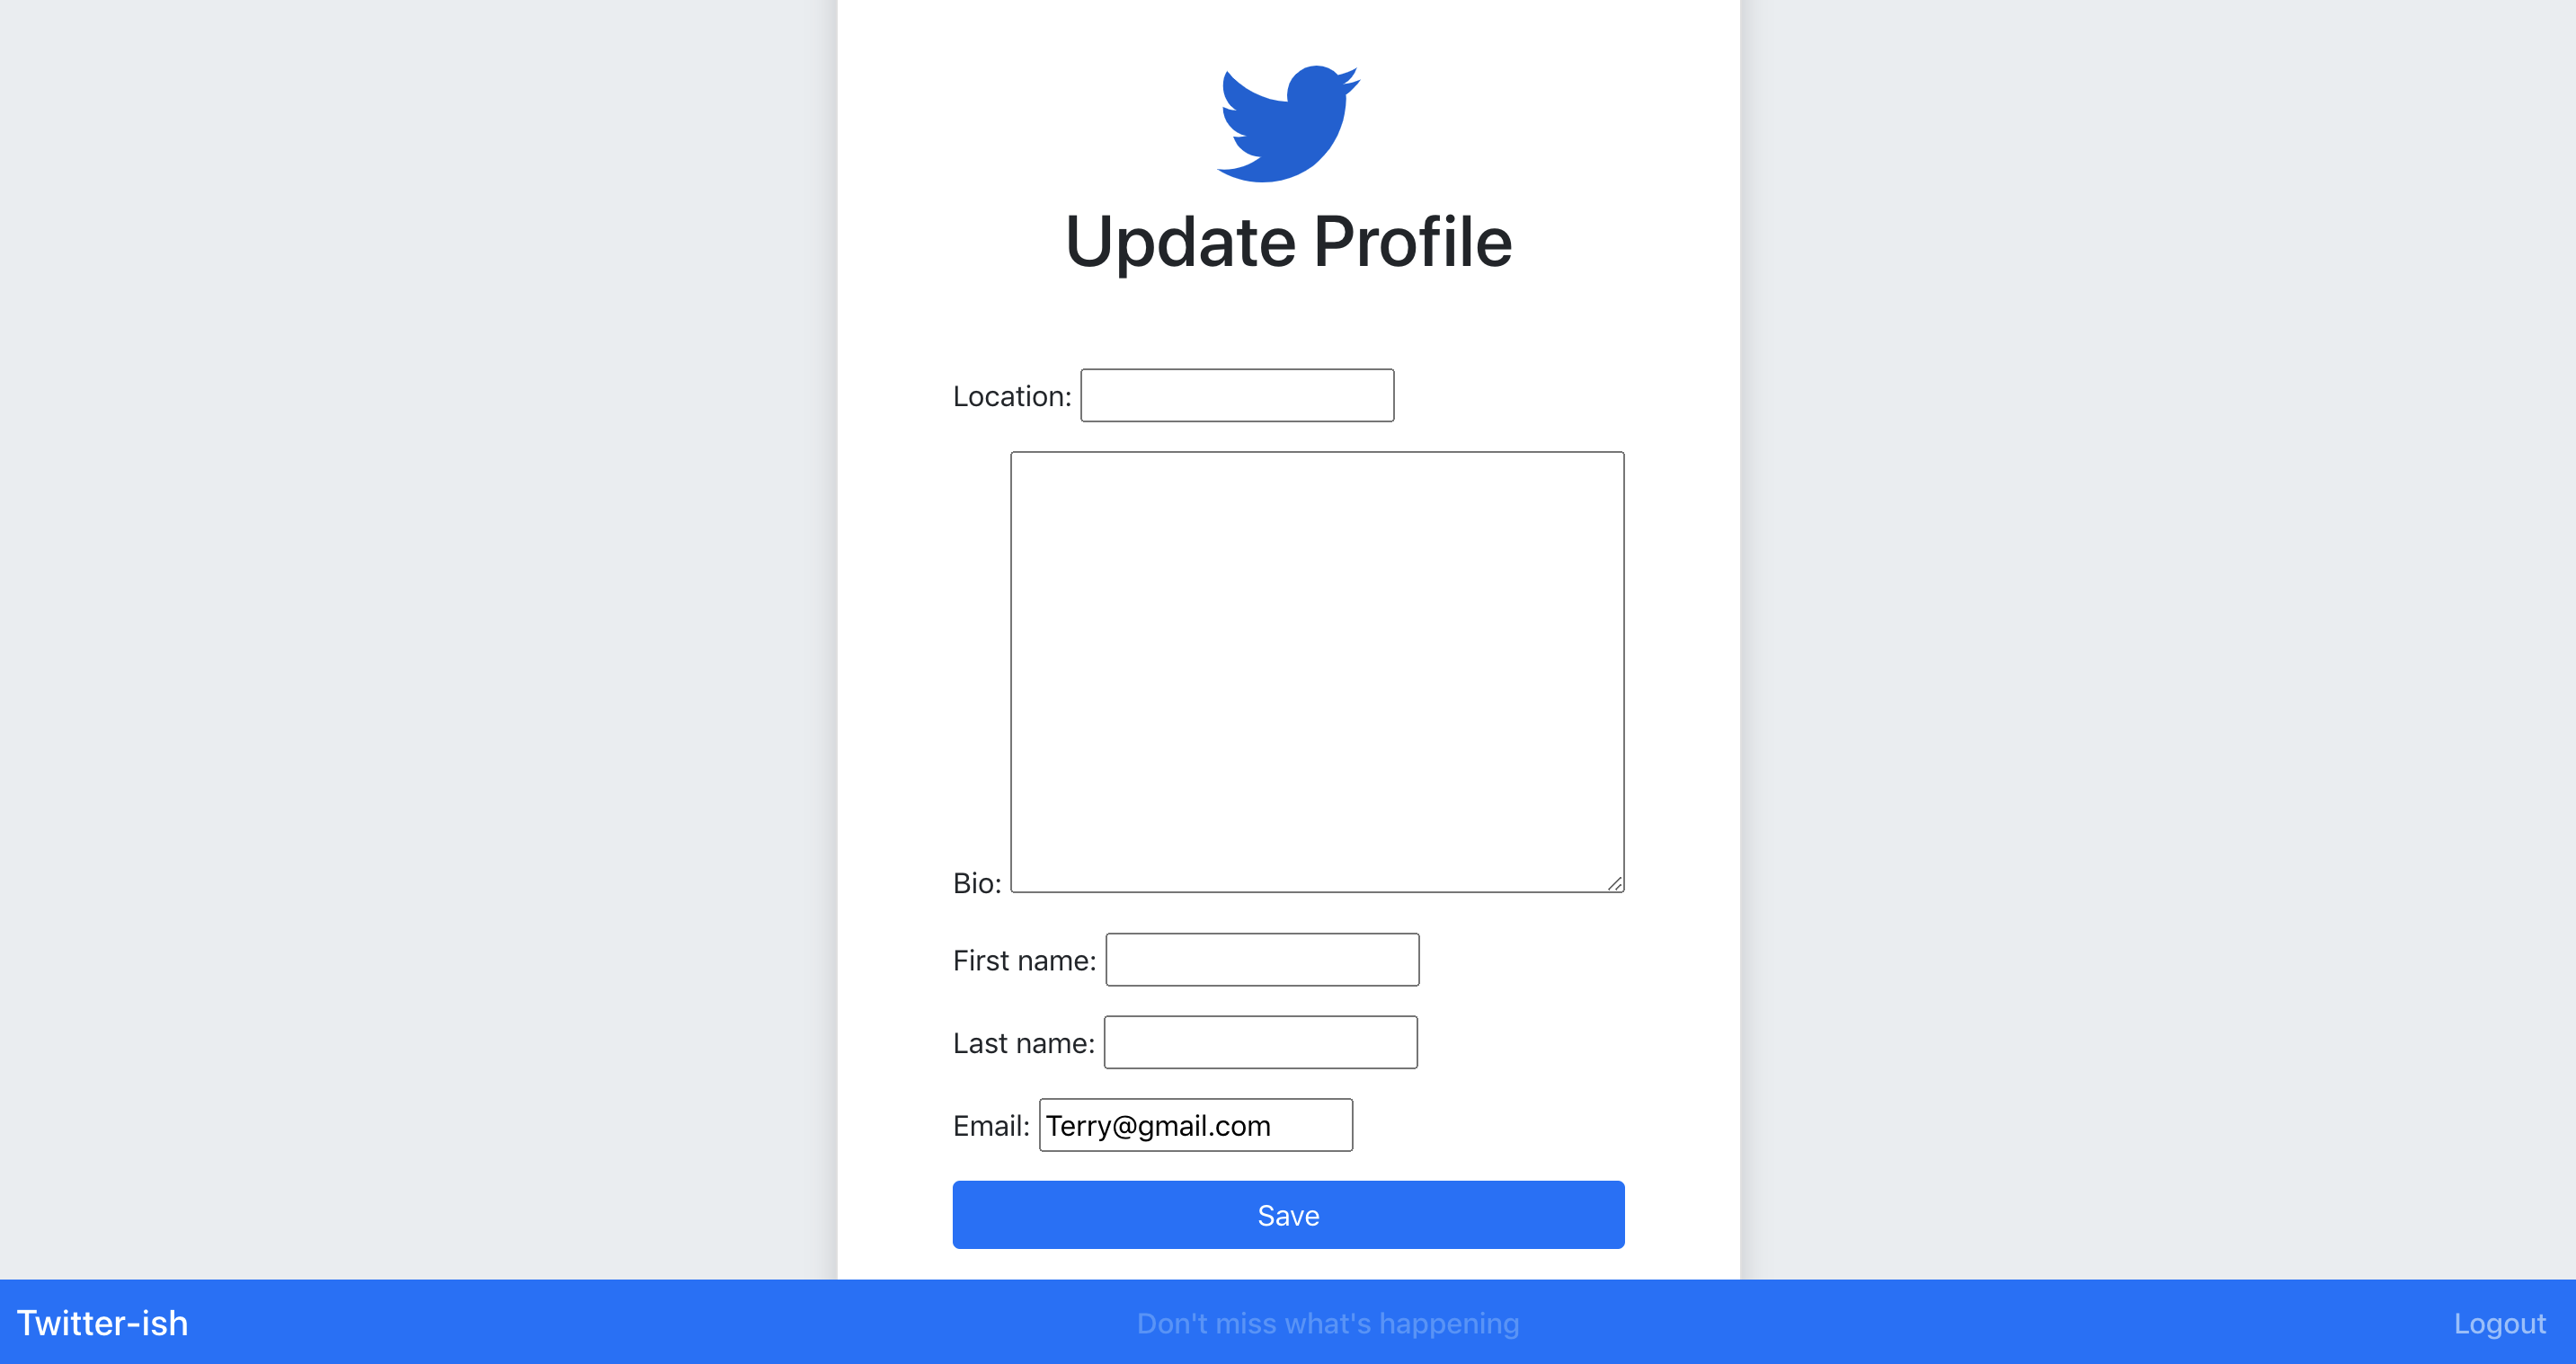 Update Profile
Location:
Bio:
First name:
Last name:
Email: Terry@gmail.com
Save
Twitter-ish Don't miss what's happening Logout